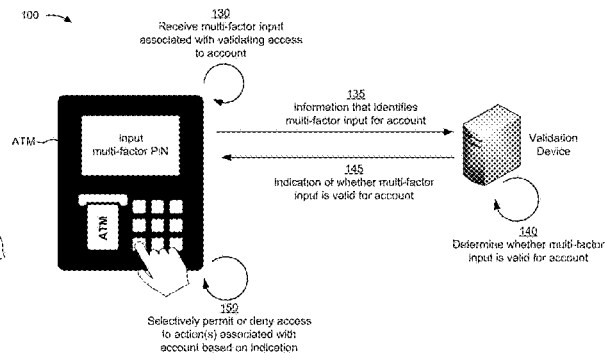 100
130
Receive multi-factor input
associated with validating access
to account
ATM
Input
multi-factor PIN
ATM
135
Information that identifies
multi-factor input for account
145
Indication of whether multi-factor
input is valid for account
Validation
Device
140
Determine whether multi-factor
input is valid for account
150
Selectively permit or deny access
to action(s) associated with
account based on indication